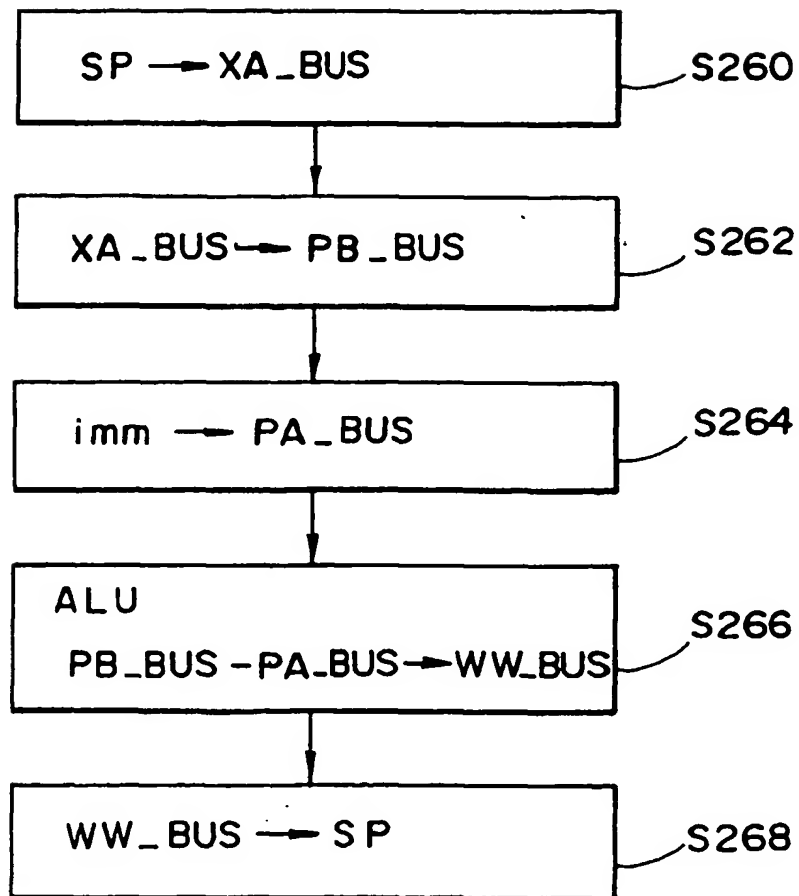 SP → XA_BUS
S260
XA_BUS → PB_BUS
S262
imm → PA_BUS
S264
ALU
PB_BUS - PA_BUS → WW_BUS
S266
WW_BUS → SP
S268